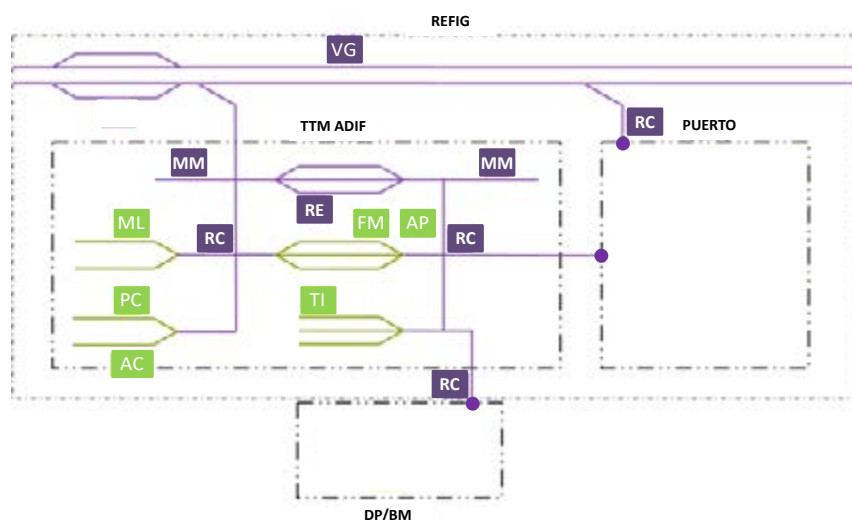 REFIG
VG
RC
TTM ADIF
PUERTO
MM
MM
RE
ML
FM
AP
RC
RC
PC
TI
AC
RC
DP/BM